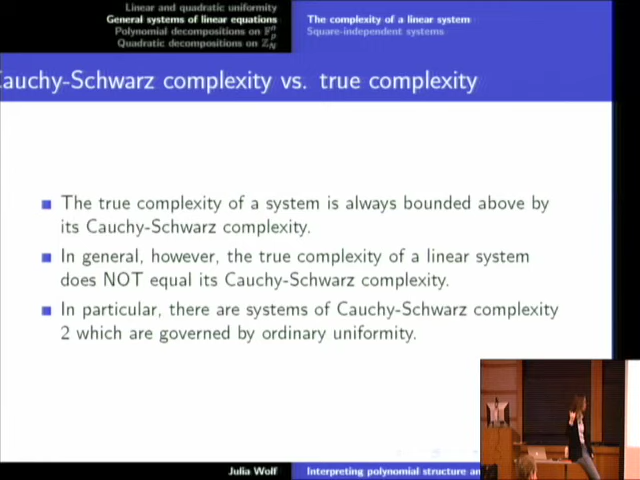 Linear and quadratic uniformity
General systems of linear equations
Polynomial decompositions on 𝔽ₚⁿ
Quadratic decompositions on ℤ_N
The complexity of a linear system
Square-independent systems
auchy-Schwarz complexity vs. true complexity
The true complexity of a system is always bounded above by
its Cauchy-Schwarz complexity.
In general, however, the true complexity of a linear system
does NOT equal its Cauchy-Schwarz complexity.
In particular, there are systems of Cauchy-Schwarz complexity
2 which are governed by ordinary uniformity.
Julia Wolf
Interpreting polynomial structure an